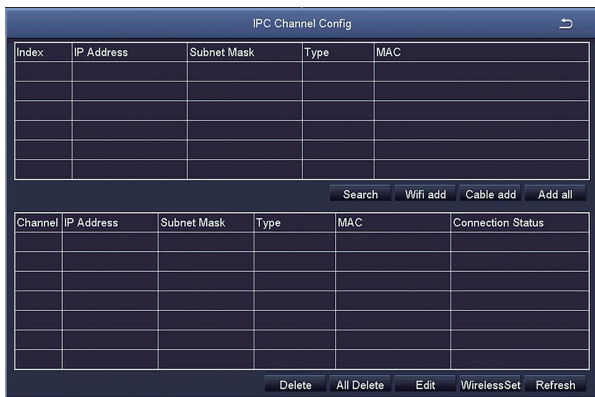 IPC Channel Config
Index IP Address Subnet Mask Type MAC
Search Wifi add Cable add Add all
Channel IP Address Subnet Mask Type MAC Connection Status
Delete All Delete Edit WirelessSet Refresh